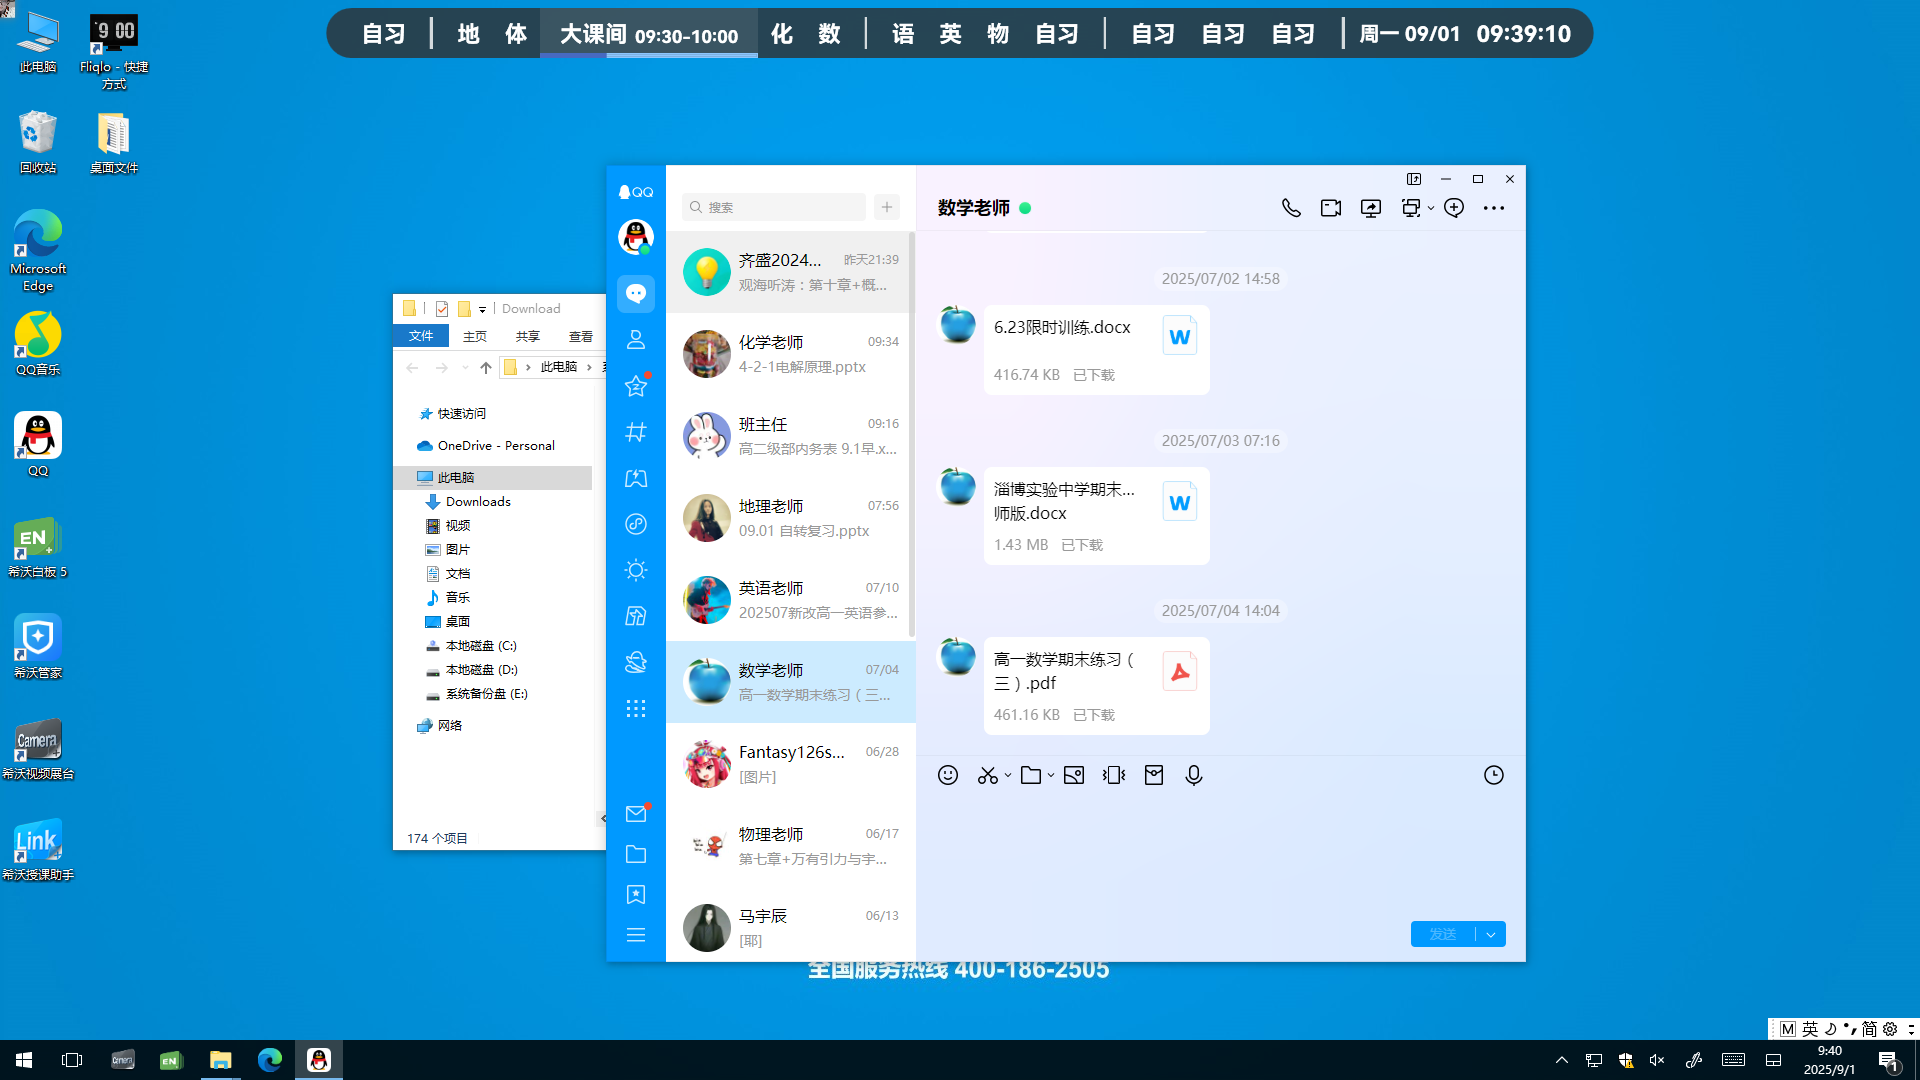 自习 | 地 体 大课间 09:30-10:00 化 数 | 语 英 物 自习 | 自习 自习 自习 | 周一 09/01 09:39:10
此电脑
9 00
Fliqlo - 快捷方式
回收站
桌面文件
Microsoft Edge
QQ音乐
QQ
EN
希沃白板 5
希沃管家
Camera
希沃视频展台
Link
希沃授课助手
Download
文件 主页 共享 查看
此电脑
快速访问
OneDrive - Personal
此电脑
Downloads
视频
图片
文档
音乐
桌面
本地磁盘 (C:)
本地磁盘 (D:)
系统备份盘 (E:)
网络
174 个项目
QQ
搜索
齐盛2024... 昨天21:39
观海听涛：第十章+概...
化学老师 09:34
4-2-1电解原理.pptx
班主任 09:16
高二级部内务表 9.1早.x...
地理老师 07:56
09.01 自转复习.pptx
英语老师 07/10
202507新改高一英语参...
数学老师 07/04
高一数学期末练习（三...
Fantasy126s... 06/28
[图片]
物理老师 06/17
第七章+万有引力与宇...
马宇辰 06/13
[耶]
数学老师
2025/07/02 14:58
6.23限时训练.docx
W
416.74 KB 已下载
2025/07/03 07:16
淄博实验中学期末...
师版.docx
W
1.43 MB 已下载
2025/07/04 14:04
高一数学期末练习（
三）.pdf
461.16 KB 已下载
发送
全国服务热线 400-186-2505
M 英 简
Camera
EN
9:40
2025/9/1
1